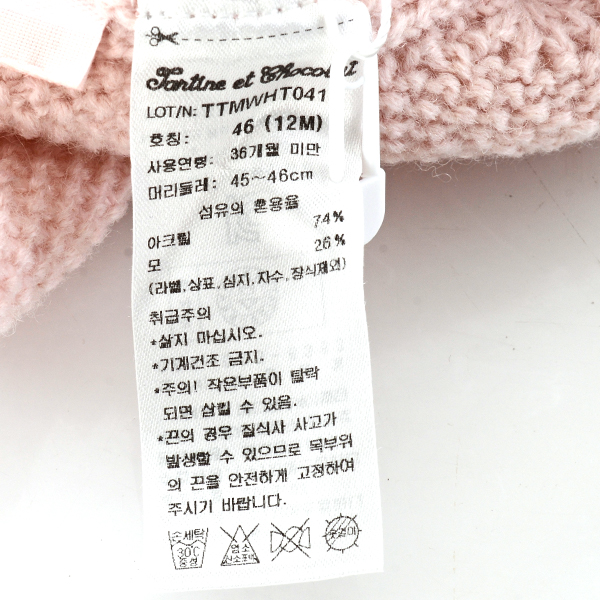 Tartine et Chocolat
LOT/N: TTMWHT041
호칭: 46 (12M)
사용연령: 36개월 미만
머리둘레: 45~46cm
섬유의 혼용율
아크릴 74%
모 26%
(라벨,상표,심지,자수,장식제외)
취급주의
*삶지 마십시오.
*기계건조 금지.
*주의! 작은부품이 탈락
되면 삼킬 수 있음.
*끈의 경우 질식사 사고가
발생할 수 있으므로 목부위
의 끈을 안전하게 고정하여
주시기 바랍니다.
손세탁 30℃ 중성
염소